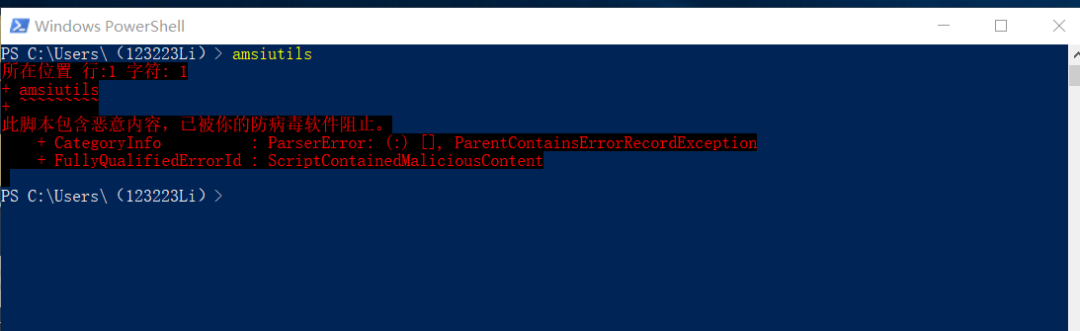 Windows PowerShell
PS C:\Users\（123223Li）> amsiutils
所在位置 行:1 字符: 1
+ amsiutils
+ ~~~~~~~~~
此脚本包含恶意内容，已被你的防病毒软件阻止。
+ CategoryInfo : ParserError: (:) [], ParentContainsErrorRecordException
+ FullyQualifiedErrorId : ScriptContainedMaliciousContent
PS C:\Users\（123223Li）>